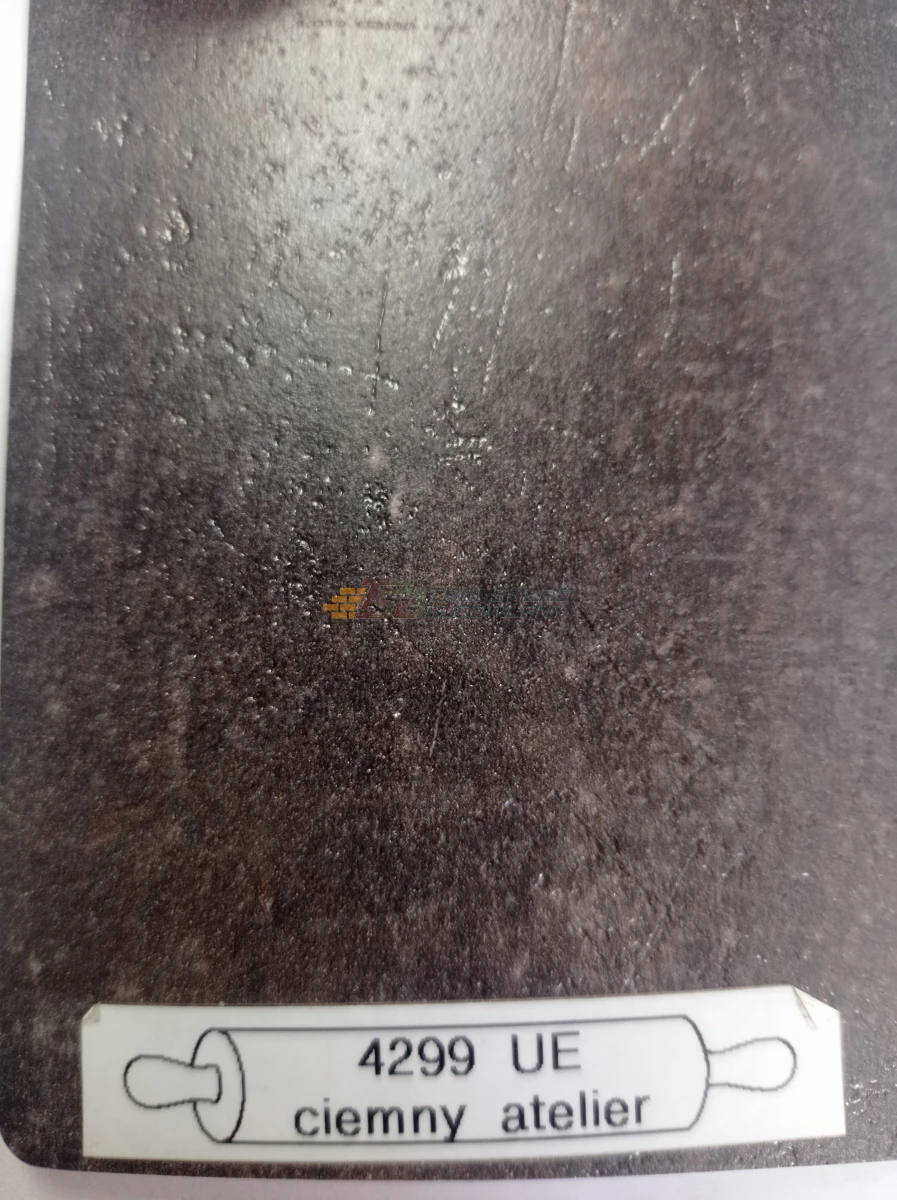 4299 UE
ciemny atelier